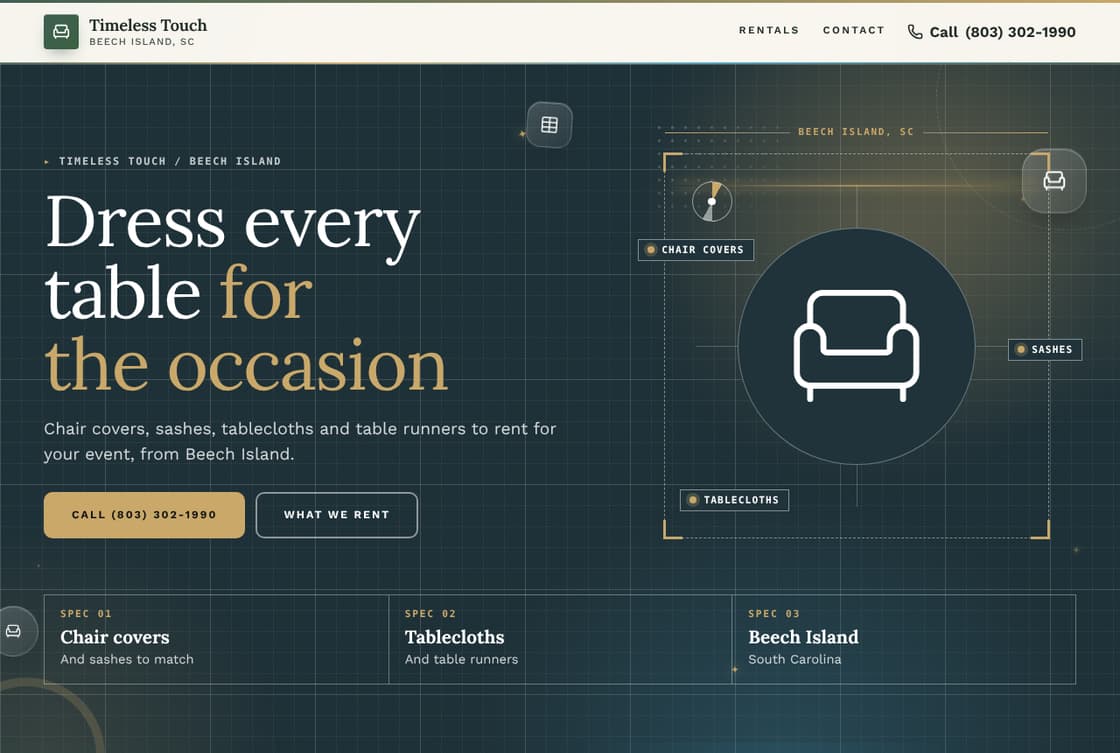 Timeless Touch
BEECH ISLAND, SC
RENTALS
CONTACT
Call (803) 302-1990
▸ TIMELESS TOUCH / BEECH ISLAND
Dress every
table for
the occasion
Chair covers, sashes, tablecloths and table runners to rent for
your event, from Beech Island.
CALL (803) 302-1990
WHAT WE RENT
BEECH ISLAND, SC
CHAIR COVERS
SASHES
TABLECLOTHS
SPEC 01
Chair covers
And sashes to match
SPEC 02
Tablecloths
And table runners
SPEC 03
Beech Island
South Carolina